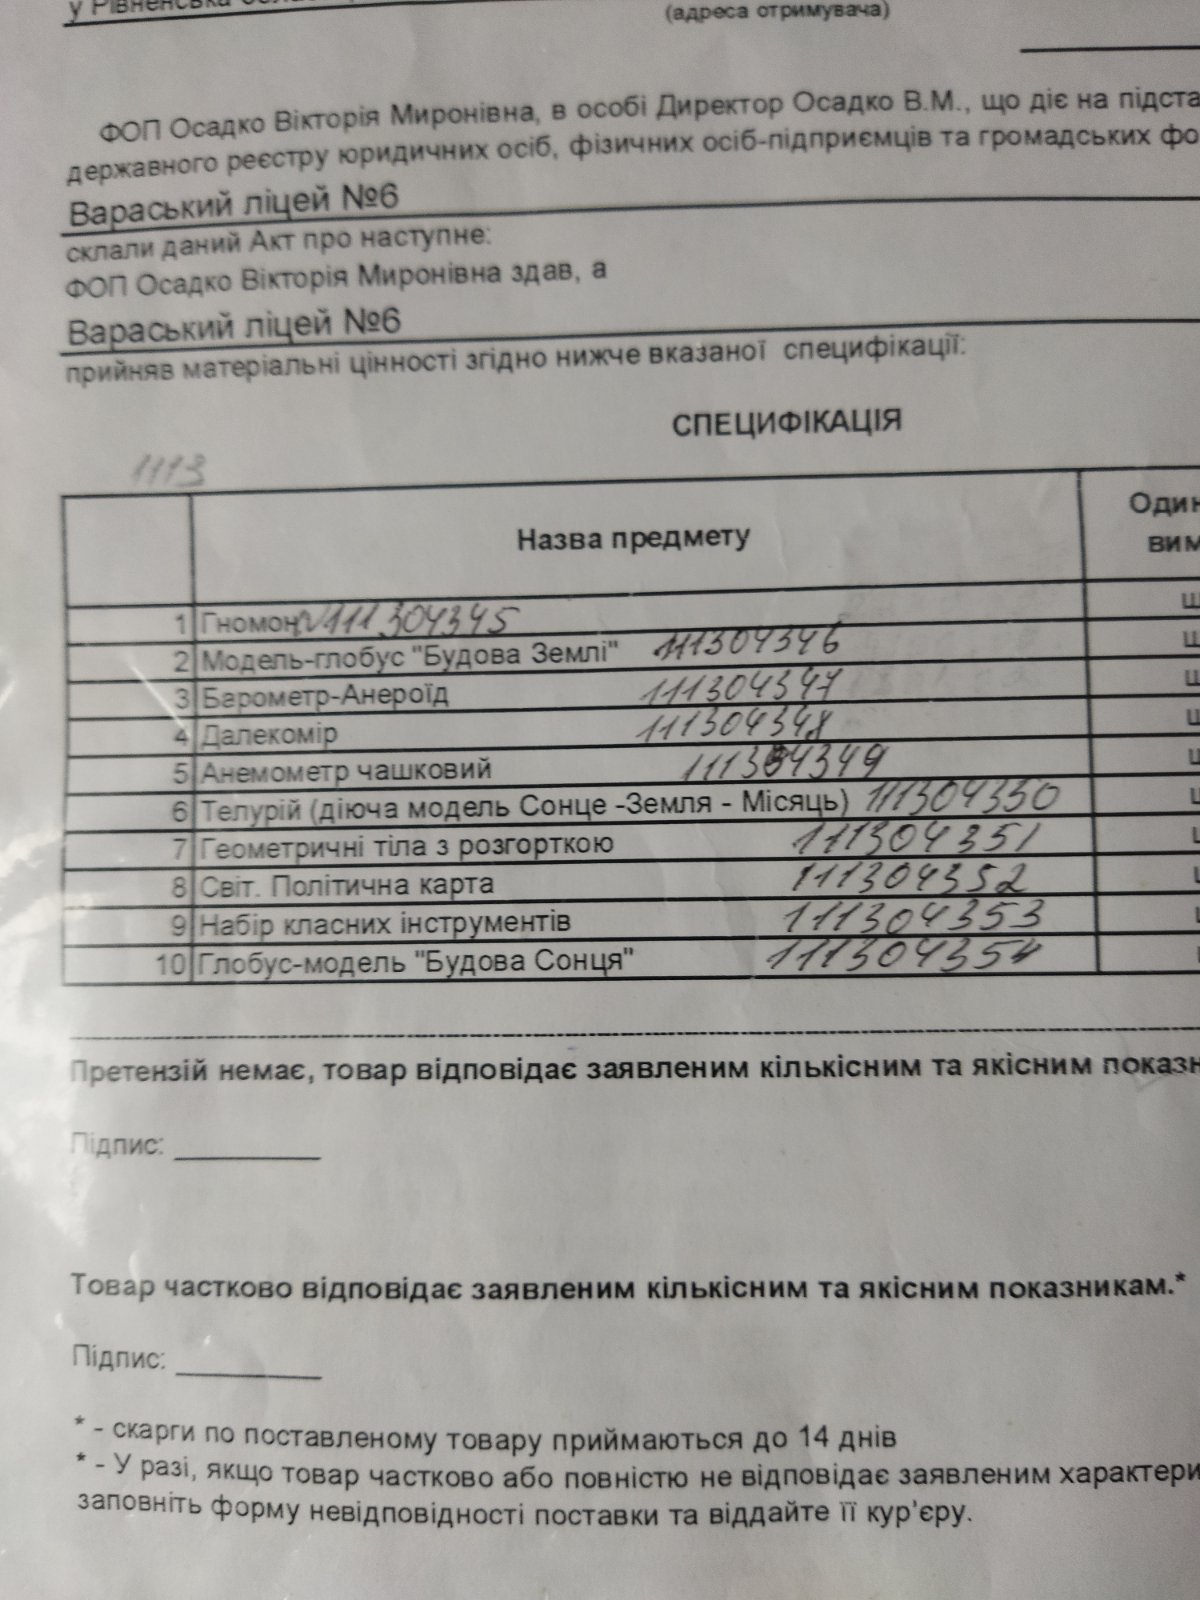 у Рівненська
(адреса отримувача)
ФОП Осадко Вікторія Миронівна, в особі Директор Осадко В.М., що діє на підста
державного реєстру юридичних осіб, фізичних осіб-підприємців та громадських фо
Вараський ліцей №6
склали даний Акт про наступне:
ФОП Осадко Вікторія Миронівна здав, а
Вараський ліцей №6
прийняв матеріальні цінності згідно нижче вказаної специфікації:
СПЕЦИФІКАЦІЯ
1113
Назва предмету Один
вим
1 Гномон №111304345 ш
2 Модель-глобус "Будова Землі" 111304346 ш
3 Барометр-Анероїд 111304347 ш
4 Далекомір 111304348 ш
5 Анемометр чашковий 111304349 ш
6 Телурій (діюча модель Сонце -Земля - Місяць) 111304350
7 Геометричні тіла з розгорткою 111304351
8 Світ. Політична карта 111304352
9 Набір класних інструментів 111304353
10 Глобус-модель "Будова Сонця" 111304354
Претензій немає, товар відповідає заявленим кількісним та якісним показн
Підпис:
Товар частково відповідає заявленим кількісним та якісним показникам.*
Підпис:
* - скарги по поставленому товару приймаються до 14 днів
* - У разі, якщо товар частково або повністю не відповідає заявленим характери
заповніть форму невідповідності поставки та віддайте її кур'єру.